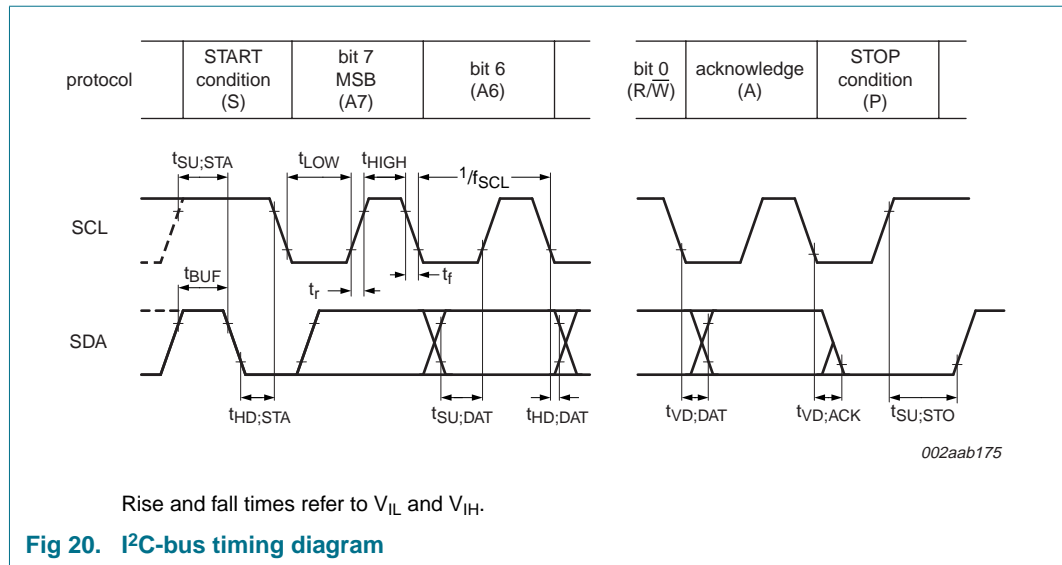 protocol
START
condition
(S)
bit 7
MSB
(A7)
bit 6
(A6)
bit 0
(R/W̅)
acknowledge
(A)
STOP
condition
(P)
tSU;STA
tLOW
tHIGH
1/fSCL
SCL
tBUF
tr
tf
SDA
tHD;STA
tSU;DAT
tHD;DAT
tVD;DAT
tVD;ACK
tSU;STO
002aab175
Rise and fall times refer to VIL and VIH.
Fig 20. I²C-bus timing diagram